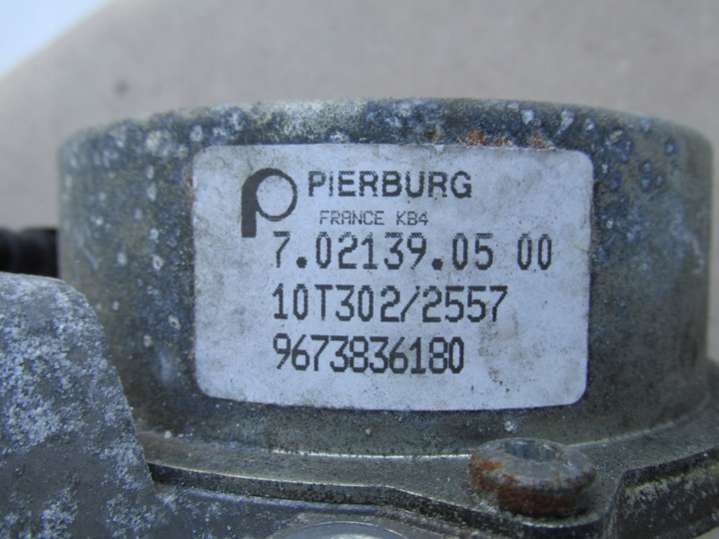 PIERBURG
FRANCE KB4
7.02139.05 00
10T302/2557
9673836180